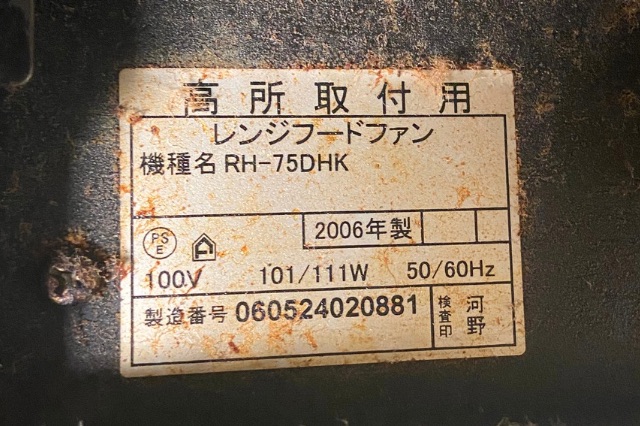 高所取付用
レンジフードファン
機種名 RH-75DHK
2006年製
PSE
100V 101/111W 50/60Hz
製造番号 060524020881 検査印 河野